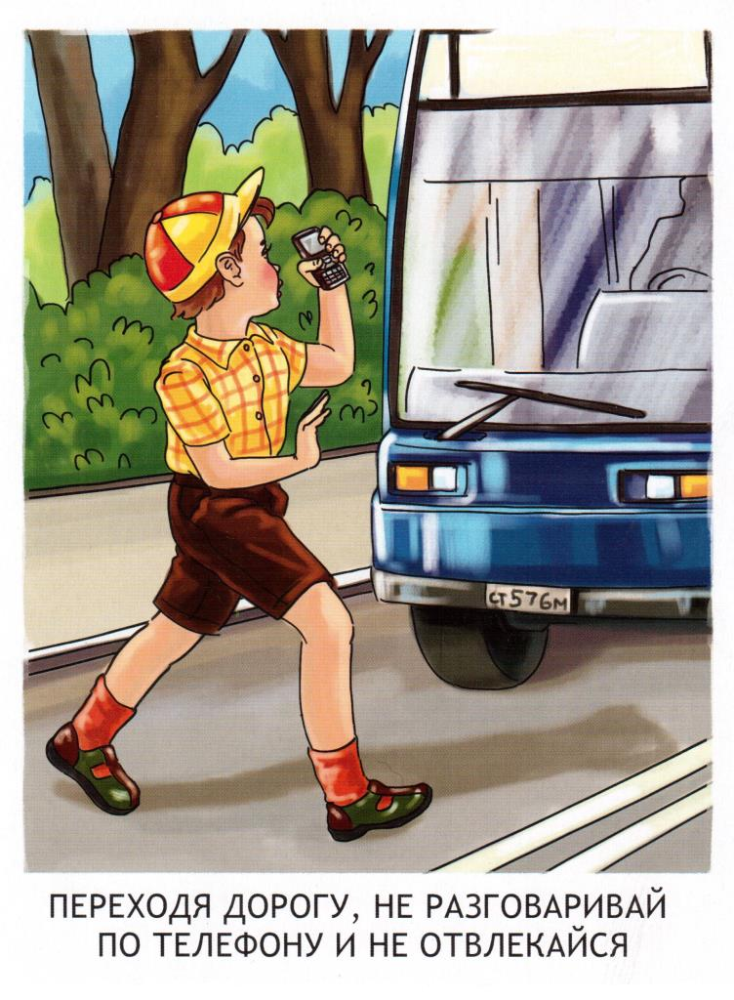 СТ576М
ПЕРЕХОДЯ ДОРОГУ, НЕ РАЗГОВАРИВАЙ
ПО ТЕЛЕФОНУ И НЕ ОТВЛЕКАЙСЯ